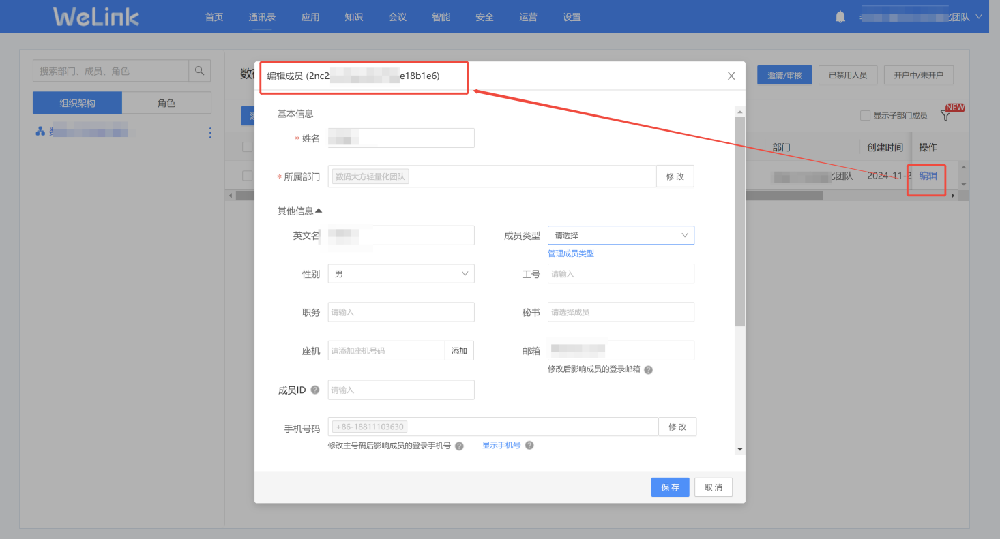 WeLink 首页 通讯录 应用 知识 会议 智能 安全 运营 设置 团队
搜索部门、成员、角色
组织架构 角色
编辑成员 (2nc2 e18b1e6)
邀请/审核 已禁用人员 开户中/未开户
显示子部门成员 NEW
部门 创建时间 操作
团队 2024-11-2 编辑
基本信息
* 姓名
* 所属部门 数码大方轻量化团队 修改
其他信息
英文名 成员类型 请选择
管理成员类型
性别 男 工号 请输入
职务 请输入 秘书 请选择成员
座机 请添加座机号码 添加 邮箱
修改后影响成员的登录邮箱 ?
成员ID ? 请输入
手机号码 +86-18811103630 修改
修改主号码后影响成员的登录手机号 ? 显示手机号 ?
保存 取消